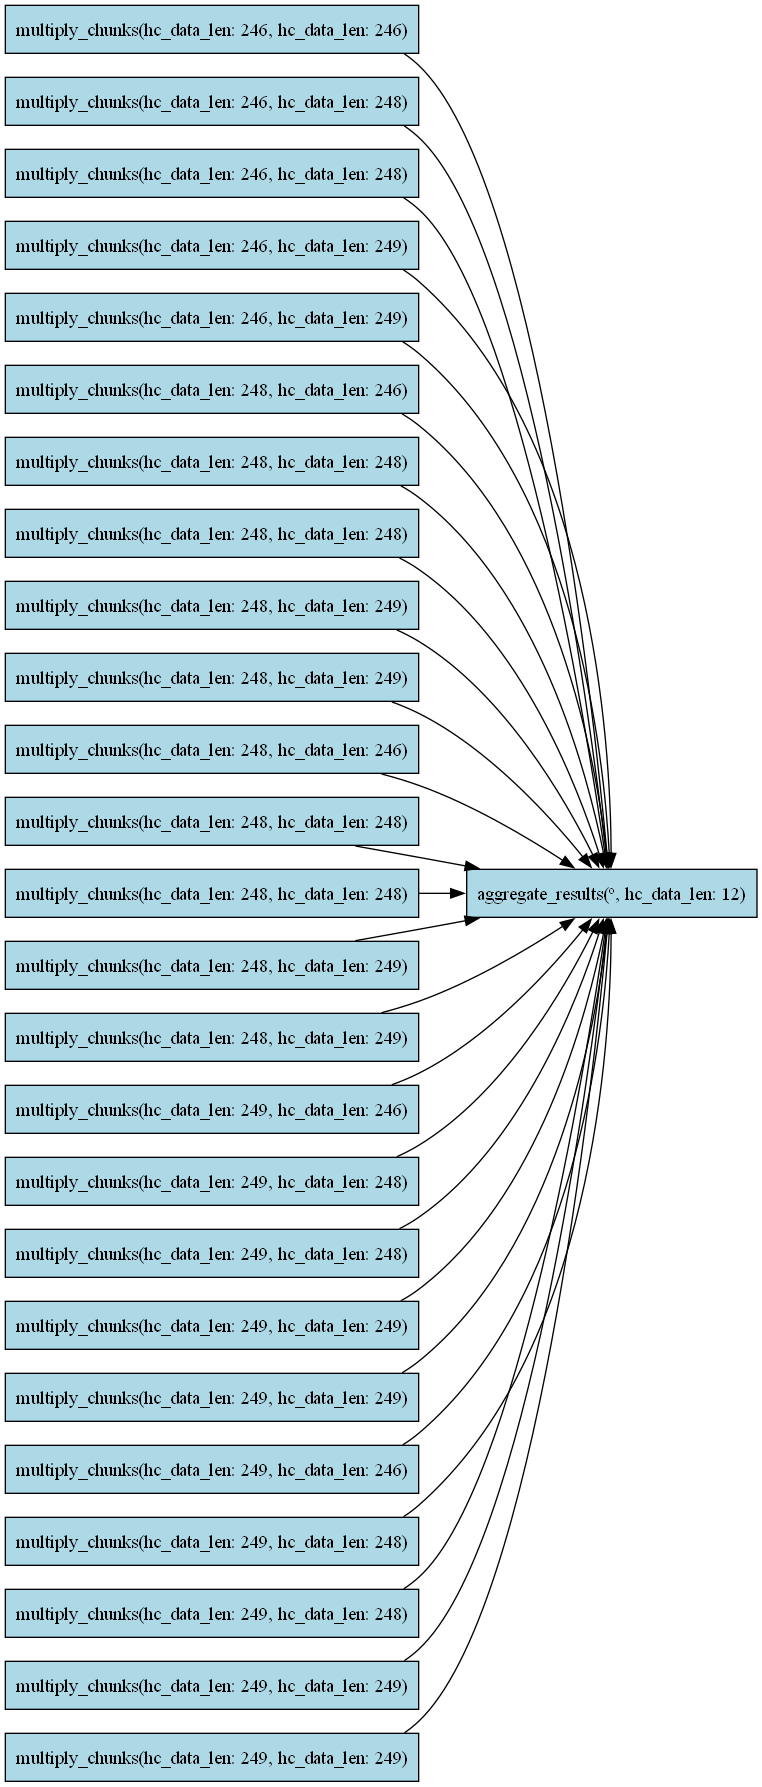 multiply_chunks(hc_data_len: 246, hc_data_len: 246)
multiply_chunks(hc_data_len: 246, hc_data_len: 248)
multiply_chunks(hc_data_len: 246, hc_data_len: 248)
multiply_chunks(hc_data_len: 246, hc_data_len: 249)
multiply_chunks(hc_data_len: 246, hc_data_len: 249)
multiply_chunks(hc_data_len: 248, hc_data_len: 246)
multiply_chunks(hc_data_len: 248, hc_data_len: 248)
multiply_chunks(hc_data_len: 248, hc_data_len: 248)
multiply_chunks(hc_data_len: 248, hc_data_len: 249)
multiply_chunks(hc_data_len: 248, hc_data_len: 249)
multiply_chunks(hc_data_len: 248, hc_data_len: 246)
multiply_chunks(hc_data_len: 248, hc_data_len: 248)
multiply_chunks(hc_data_len: 248, hc_data_len: 248)
aggregate_results(°, hc_data_len: 12)
multiply_chunks(hc_data_len: 248, hc_data_len: 249)
multiply_chunks(hc_data_len: 248, hc_data_len: 249)
multiply_chunks(hc_data_len: 249, hc_data_len: 246)
multiply_chunks(hc_data_len: 249, hc_data_len: 248)
multiply_chunks(hc_data_len: 249, hc_data_len: 248)
multiply_chunks(hc_data_len: 249, hc_data_len: 249)
multiply_chunks(hc_data_len: 249, hc_data_len: 249)
multiply_chunks(hc_data_len: 249, hc_data_len: 246)
multiply_chunks(hc_data_len: 249, hc_data_len: 248)
multiply_chunks(hc_data_len: 249, hc_data_len: 248)
multiply_chunks(hc_data_len: 249, hc_data_len: 249)
multiply_chunks(hc_data_len: 249, hc_data_len: 249)